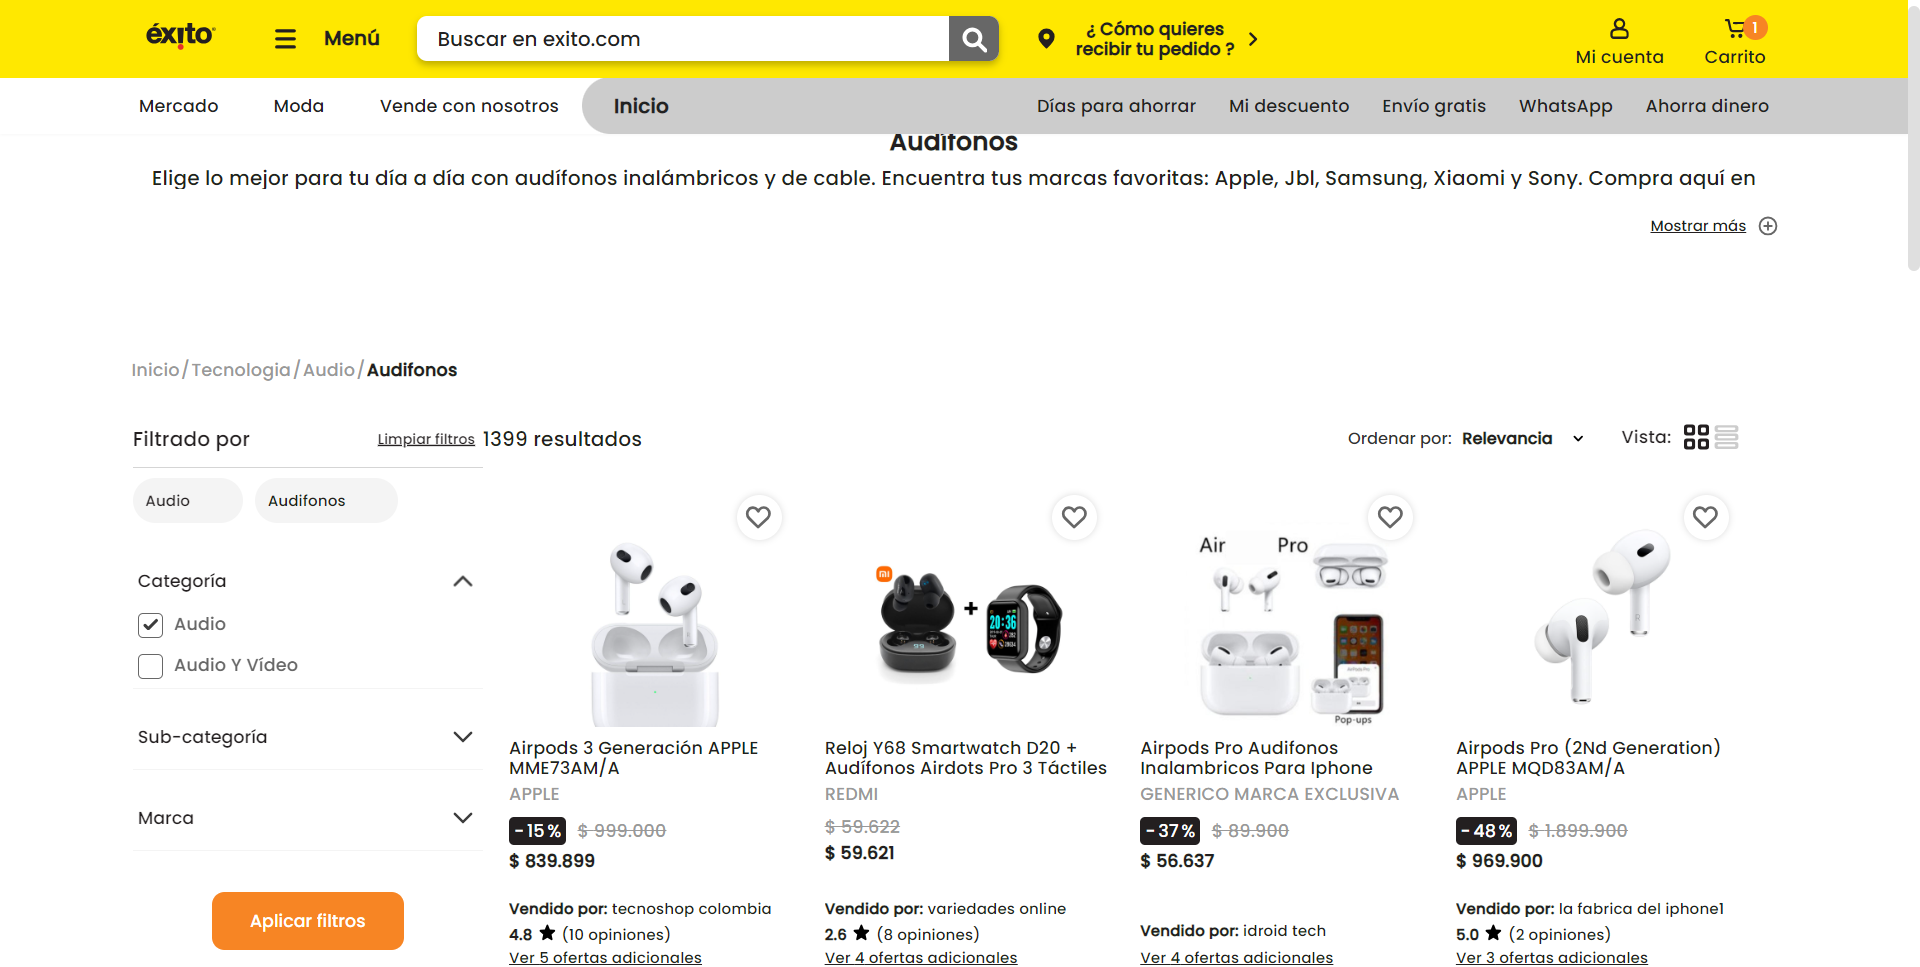 éxito
Menú
Buscar en exito.com
¿ Cómo quieres
recibir tu pedido ?
Mi cuenta
1
Carrito
Mercado
Moda
Vende con nosotros
Inicio
Días para ahorrar
Mi descuento
Envío gratis
WhatsApp
Ahorra dinero
Audífonos
Elige lo mejor para tu día a día con audífonos inalámbricos y de cable. Encuentra tus marcas favoritas: Apple, Jbl, Samsung, Xiaomi y Sony. Compra aquí en
Mostrar más
Inicio/Tecnologia/Audio/Audifonos
Filtrado por
Limpiar filtros
1399 resultados
Ordenar por: Relevancia
Vista:
Audio
Audifonos
Categoría
Audio
Audio Y Vídeo
Sub-categoría
Marca
Aplicar filtros
Airpods 3 Generación APPLE
MME73AM/A
APPLE
-15%
$ 999.000
$ 839.899
Vendido por: tecnoshop colombia
4.8 ★ (10 opiniones)
Ver 5 ofertas adicionales
mi
+
20:36
99
Reloj Y68 Smartwatch D20 +
Audífonos Airdots Pro 3 Táctiles
REDMI
$ 59.622
$ 59.621
Vendido por: variedades online
2.6 ★ (8 opiniones)
Ver 4 ofertas adicionales
Air
Pro
Pop-ups
Airpods Pro Audifonos
Inalambricos Para Iphone
GENERICO MARCA EXCLUSIVA
-37%
$ 89.900
$ 56.637
Vendido por: idroid tech
Ver 4 ofertas adicionales
Airpods Pro (2Nd Generation)
APPLE MQD83AM/A
APPLE
-48%
$ 1.899.900
$ 969.900
Vendido por: la fabrica del iphone1
5.0 ★ (2 opiniones)
Ver 3 ofertas adicionales